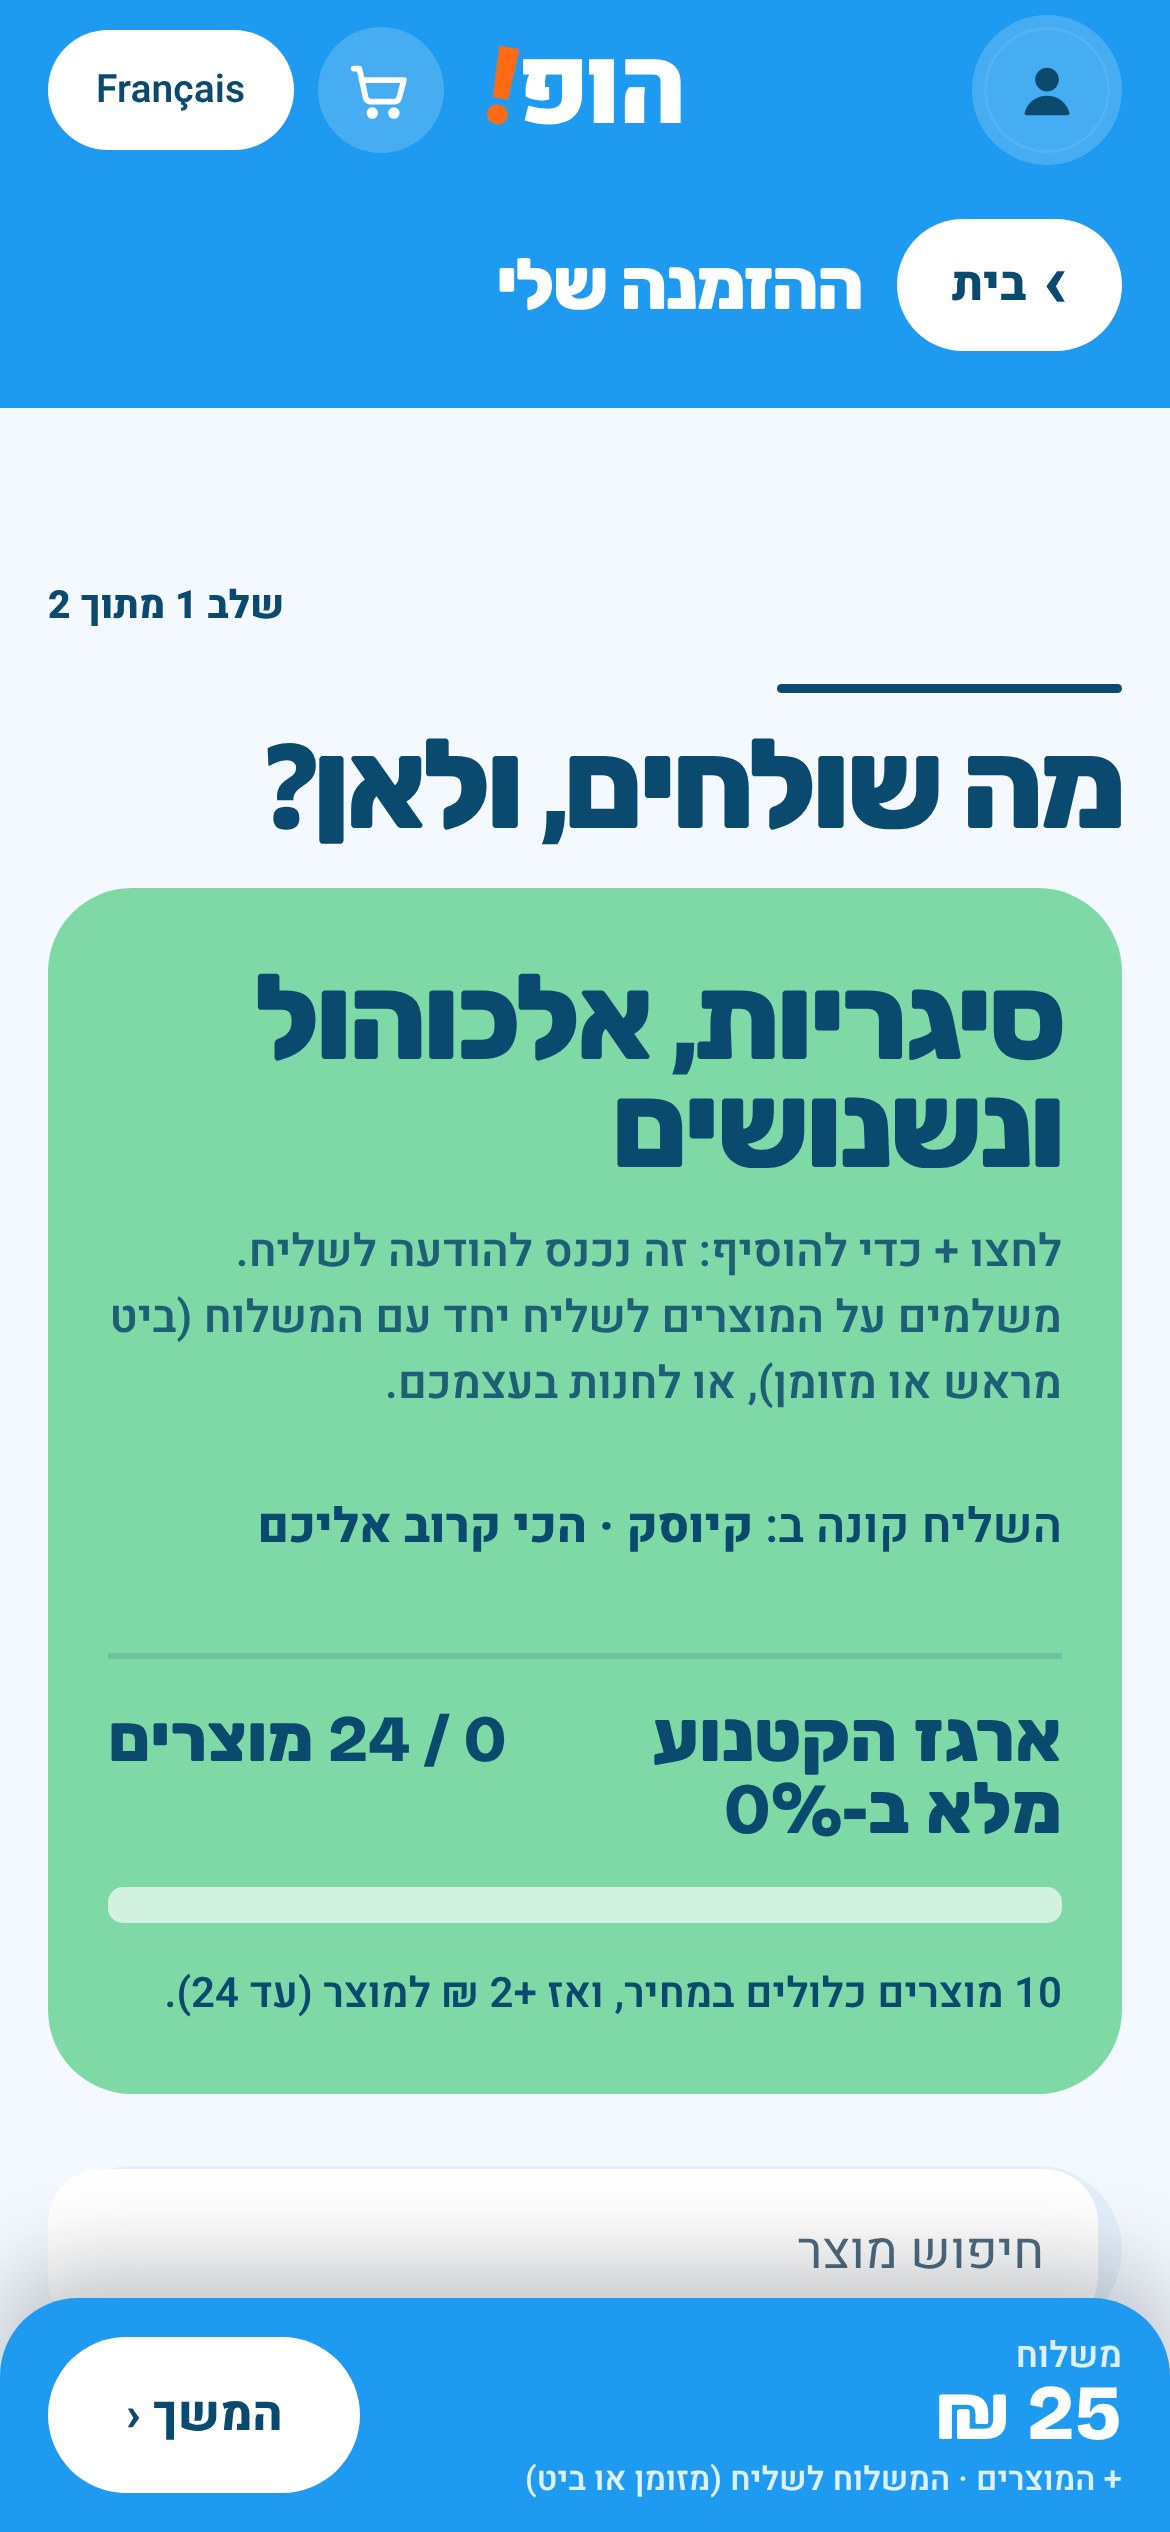 הופ!
Français
❯ בית
ההזמנה שלי
שלב 1 מתוך 2
מה שולחים, ולאן?
סיגריות, אלכוהול
ונשנושים
לחצו + כדי להוסיף: זה נכנס להודעה לשליח.
משלמים על המוצרים לשליח יחד עם המשלוח (ביט
מראש או מזומן), או לחנות בעצמכם.
השליח קונה ב: קיוסק · הכי קרוב אליכם
ארגז הקטנוע
מלא ב-0%
0 / 24 מוצרים
10 מוצרים כלולים במחיר, ואז +2 ₪ למוצר (עד 24).
חיפוש מוצר
משלוח
25 ₪
+ המוצרים · המשלוח לשליח (מזומן או ביט)
המשך ›